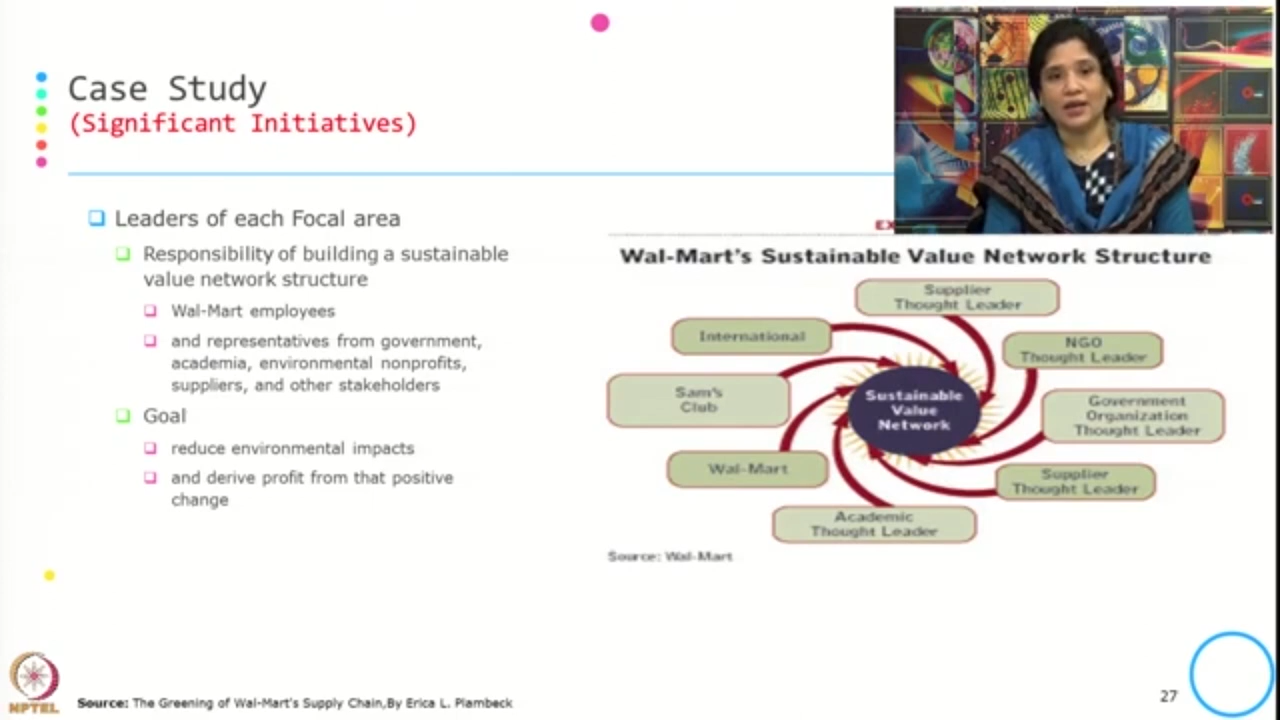 Case Study
(Significant Initiatives)
Leaders of each Focal area
Responsibility of building a sustainable
value network structure
Wal-Mart employees
and representatives from government,
academia, environmental nonprofits,
suppliers, and other stakeholders
Goal
reduce environmental impacts
and derive profit from that positive
change
Wal-Mart's Sustainable Value Network Structure
Supplier
Thought Leader
International
NGO
Thought Leader
Sam's
Club
Sustainable
Value
Network
Government
Organization
Thought Leader
Wal-Mart
Supplier
Thought Leader
Academic
Thought Leader
Source: Wal-Mart
NPTEL
Source: The Greening of Wal-Mart's Supply Chain,By Erica L. Plambeck
27